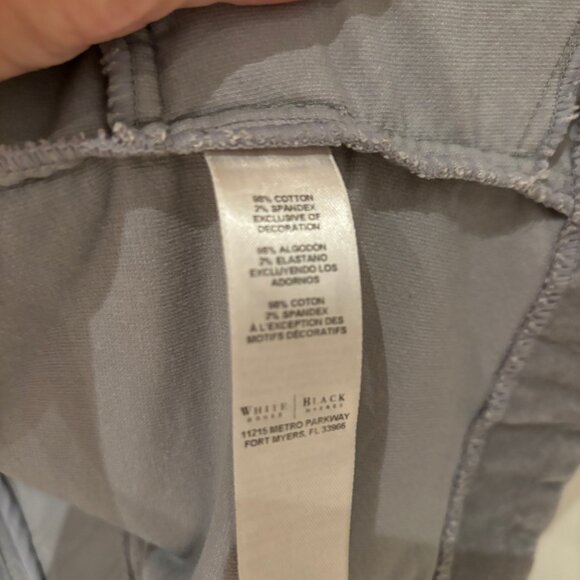 98% COTTON
2% SPANDEX
EXCLUSIVE OF
DECORATION
98% ALGODON
2% ELASTANO
EXCLUYENDO LOS
ADORNOS
98% COTON
2% SPANDEX
À L'EXCEPTION DES
MOTIFS DÉCORATIFS
WHITE | BLACK
HOUSE | MARKET
11215 METRO PARKWAY
FORT MYERS, FL 33966